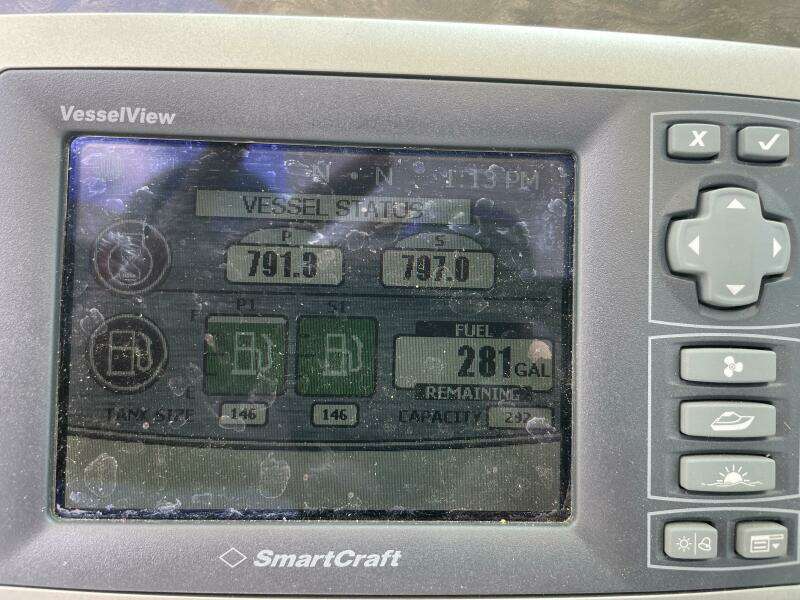 VesselView
X
N • N 1:13 PM
VESSEL STATUS
P S
791.3 797.0
P1
F
FUEL
281 GAL
REMAINING
E
TANK SIZE 146 146 CAPACITY 292
SmartCraft